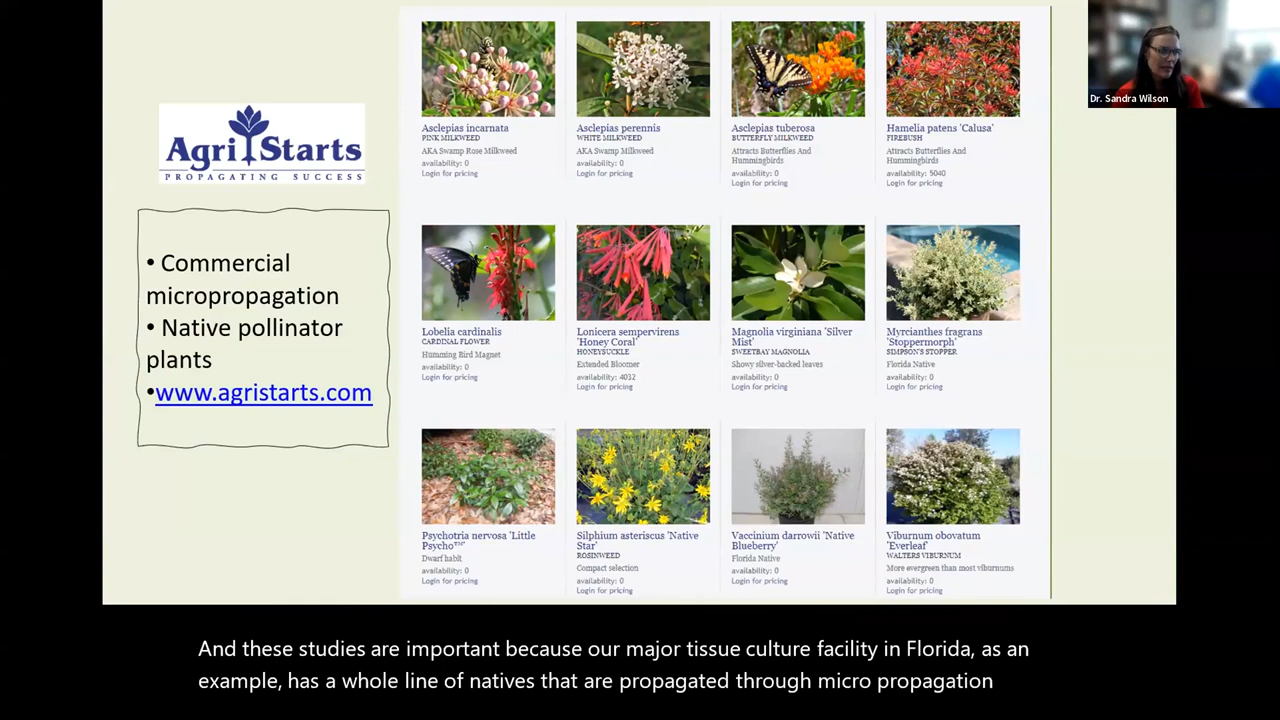 Agri Starts
PROPAGATING SUCCESS
• Commercial
micropropagation
• Native pollinator
plants
•www.agristarts.com
Asclepias incarnata
PINK MILKWEED
AKA Swamp Rose Milkweed
availability: 0
Login for pricing
Asclepias perennis
WHITE MILKWEED
AKA Swamp Milkweed
availability: 0
Login for pricing
Asclepias tuberosa
BUTTERFLY MILKWEED
Attracts Butterflies And
Hummingbirds
availability: 0
Login for pricing
Hamelia patens 'Calusa'
FIREBUSH
Attracts Butterflies And
Hummingbirds
availability: 5040
Login for pricing
Lobelia cardinalis
CARDINAL FLOWER
Humming Bird Magnet
availability: 0
Login for pricing
Lonicera sempervirens
'Honey Coral'
HONEYSUCKLE
Extended Bloomer
availability: 4032
Login for pricing
Magnolia virginiana 'Silver
Mist'
SWEETBAY MAGNOLIA
Showy silver-backed leaves
availability: 0
Login for pricing
Myrcianthes fragrans
'Stoppermorph'
SIMPSON'S STOPPER
Florida Native
availability: 0
Login for pricing
Psychotria nervosa 'Little
Psycho™'
Dwarf habit
availability: 0
Login for pricing
Silphium asteriscus 'Native
Star'
ROSINWEED
Compact selection
availability: 0
Login for pricing
Vaccinium darrowii 'Native
Blueberry'
Florida Native
availability: 0
Login for pricing
Viburnum obovatum
'Everleaf'
WALTERS VIBURNUM
More evergreen than most viburnums
availability: 0
Login for pricing
Dr. Sandra Wilson
And these studies are important because our major tissue culture facility in Florida, as an
example, has a whole line of natives that are propagated through micro propagation